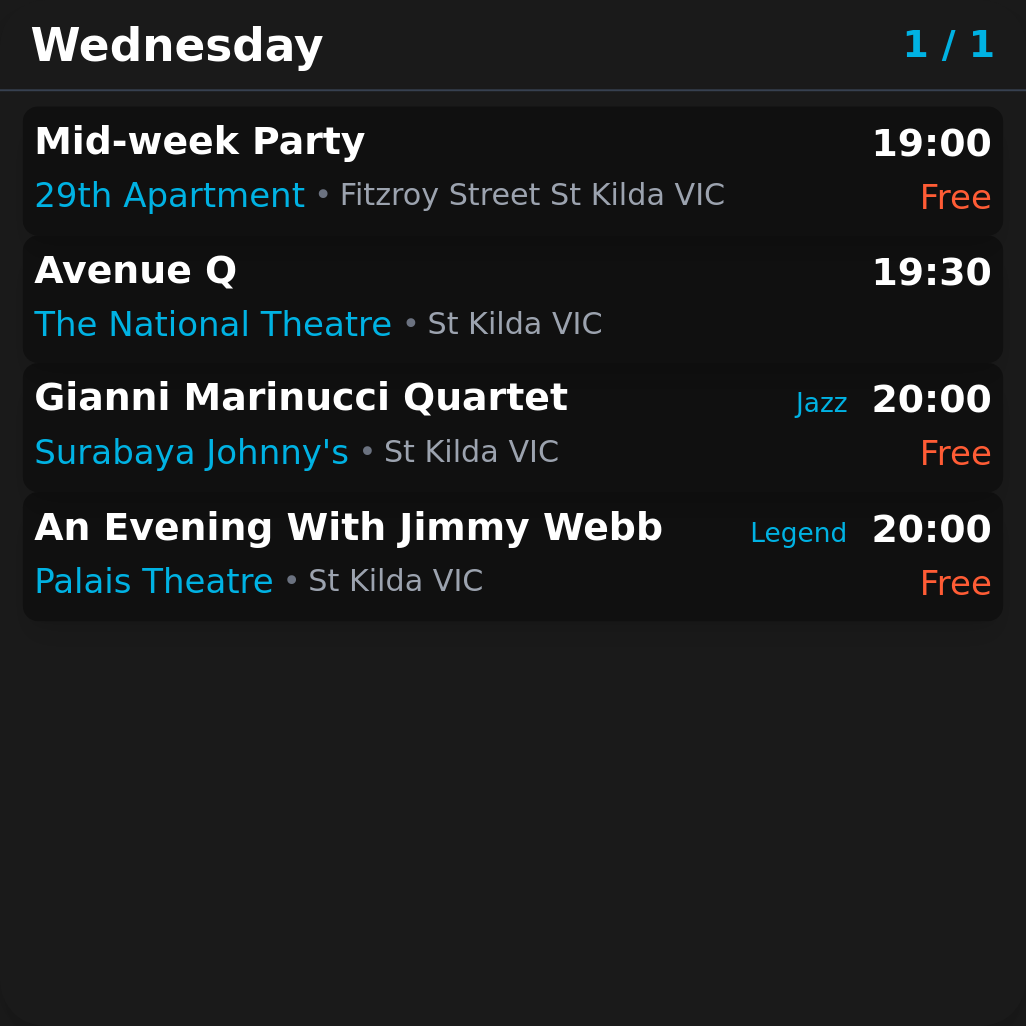 Wednesday 1 / 1
Mid-week Party 19:00
29th Apartment • Fitzroy Street St Kilda VIC Free
Avenue Q 19:30
The National Theatre • St Kilda VIC
Gianni Marinucci Quartet Jazz 20:00
Surabaya Johnny's • St Kilda VIC Free
An Evening With Jimmy Webb Legend 20:00
Palais Theatre • St Kilda VIC Free